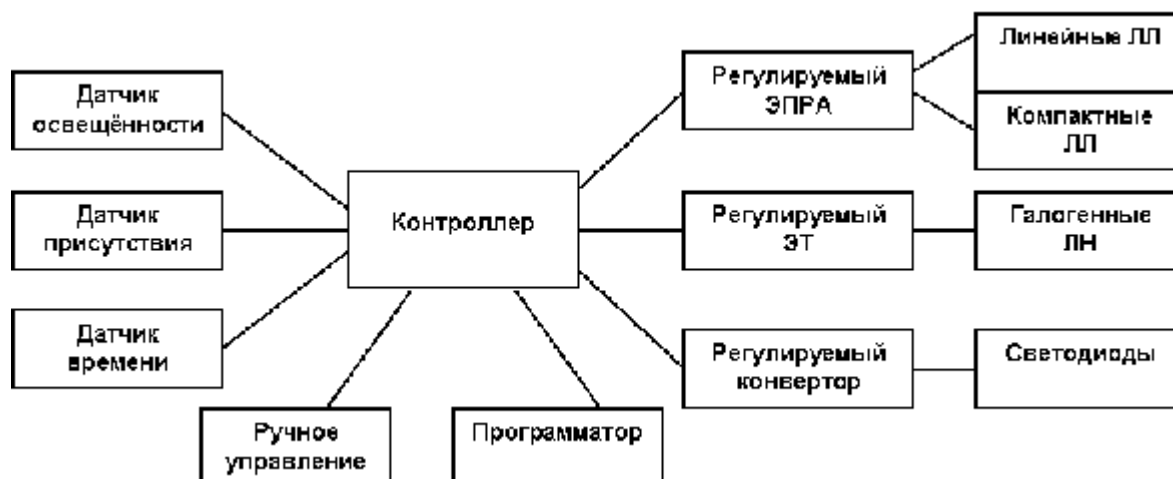 Датчик
освещённости
Датчик
присутствия
Датчик
времени
Ручное
управление
Программатор
Контроллер
Регулируемый
ЭПРА
Регулируемый
ЭТ
Регулируемый
конвертор
Линейные ЛЛ
Компактные
ЛЛ
Галогенные
ЛН
Светодиоды